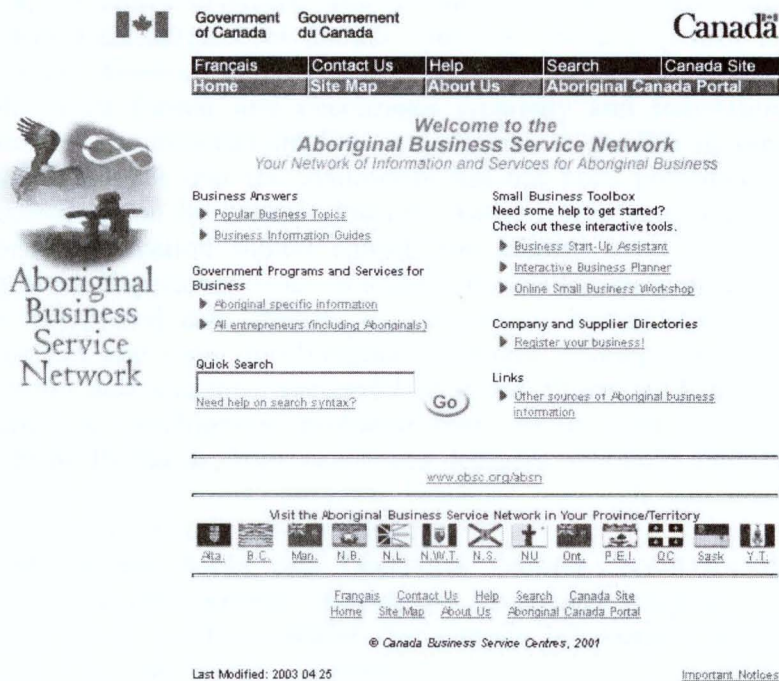 Government of Canada
Gouvernement du Canada
Canada
Français Contact Us Help Search Canada Site
Home Site Map About Us Aboriginal Canada Portal
Aboriginal Business Service Network
Welcome to the
Aboriginal Business Service Network
Your Network of Information and Services for Aboriginal Business
Business Answers
Popular Business Topics
Business Information Guides
Government Programs and Services for
Business
Aboriginal specific information
All entrepreneurs (including Aboriginals)
Quick Search
Need help on search syntax?
Go
Small Business Toolbox
Need some help to get started?
Check out these interactive tools.
Business Start-Up Assistant
Interactive Business Planner
Online Small Business Workshop
Company and Supplier Directories
Register your business!
Links
Other sources of Aboriginal business
information
www.cbsc.org/absn
Visit the Aboriginal Business Service Network in Your Province/Territory
Alta. B.C. Man. N.B. N.L. N.W.T. N.S. NU Ont. P.E.I. QC Sask Y.T.
Français Contact Us Help Search Canada Site
Home Site Map About Us Aboriginal Canada Portal
© Canada Business Service Centres, 2001
Last Modified: 2003 04 25
Important Notices